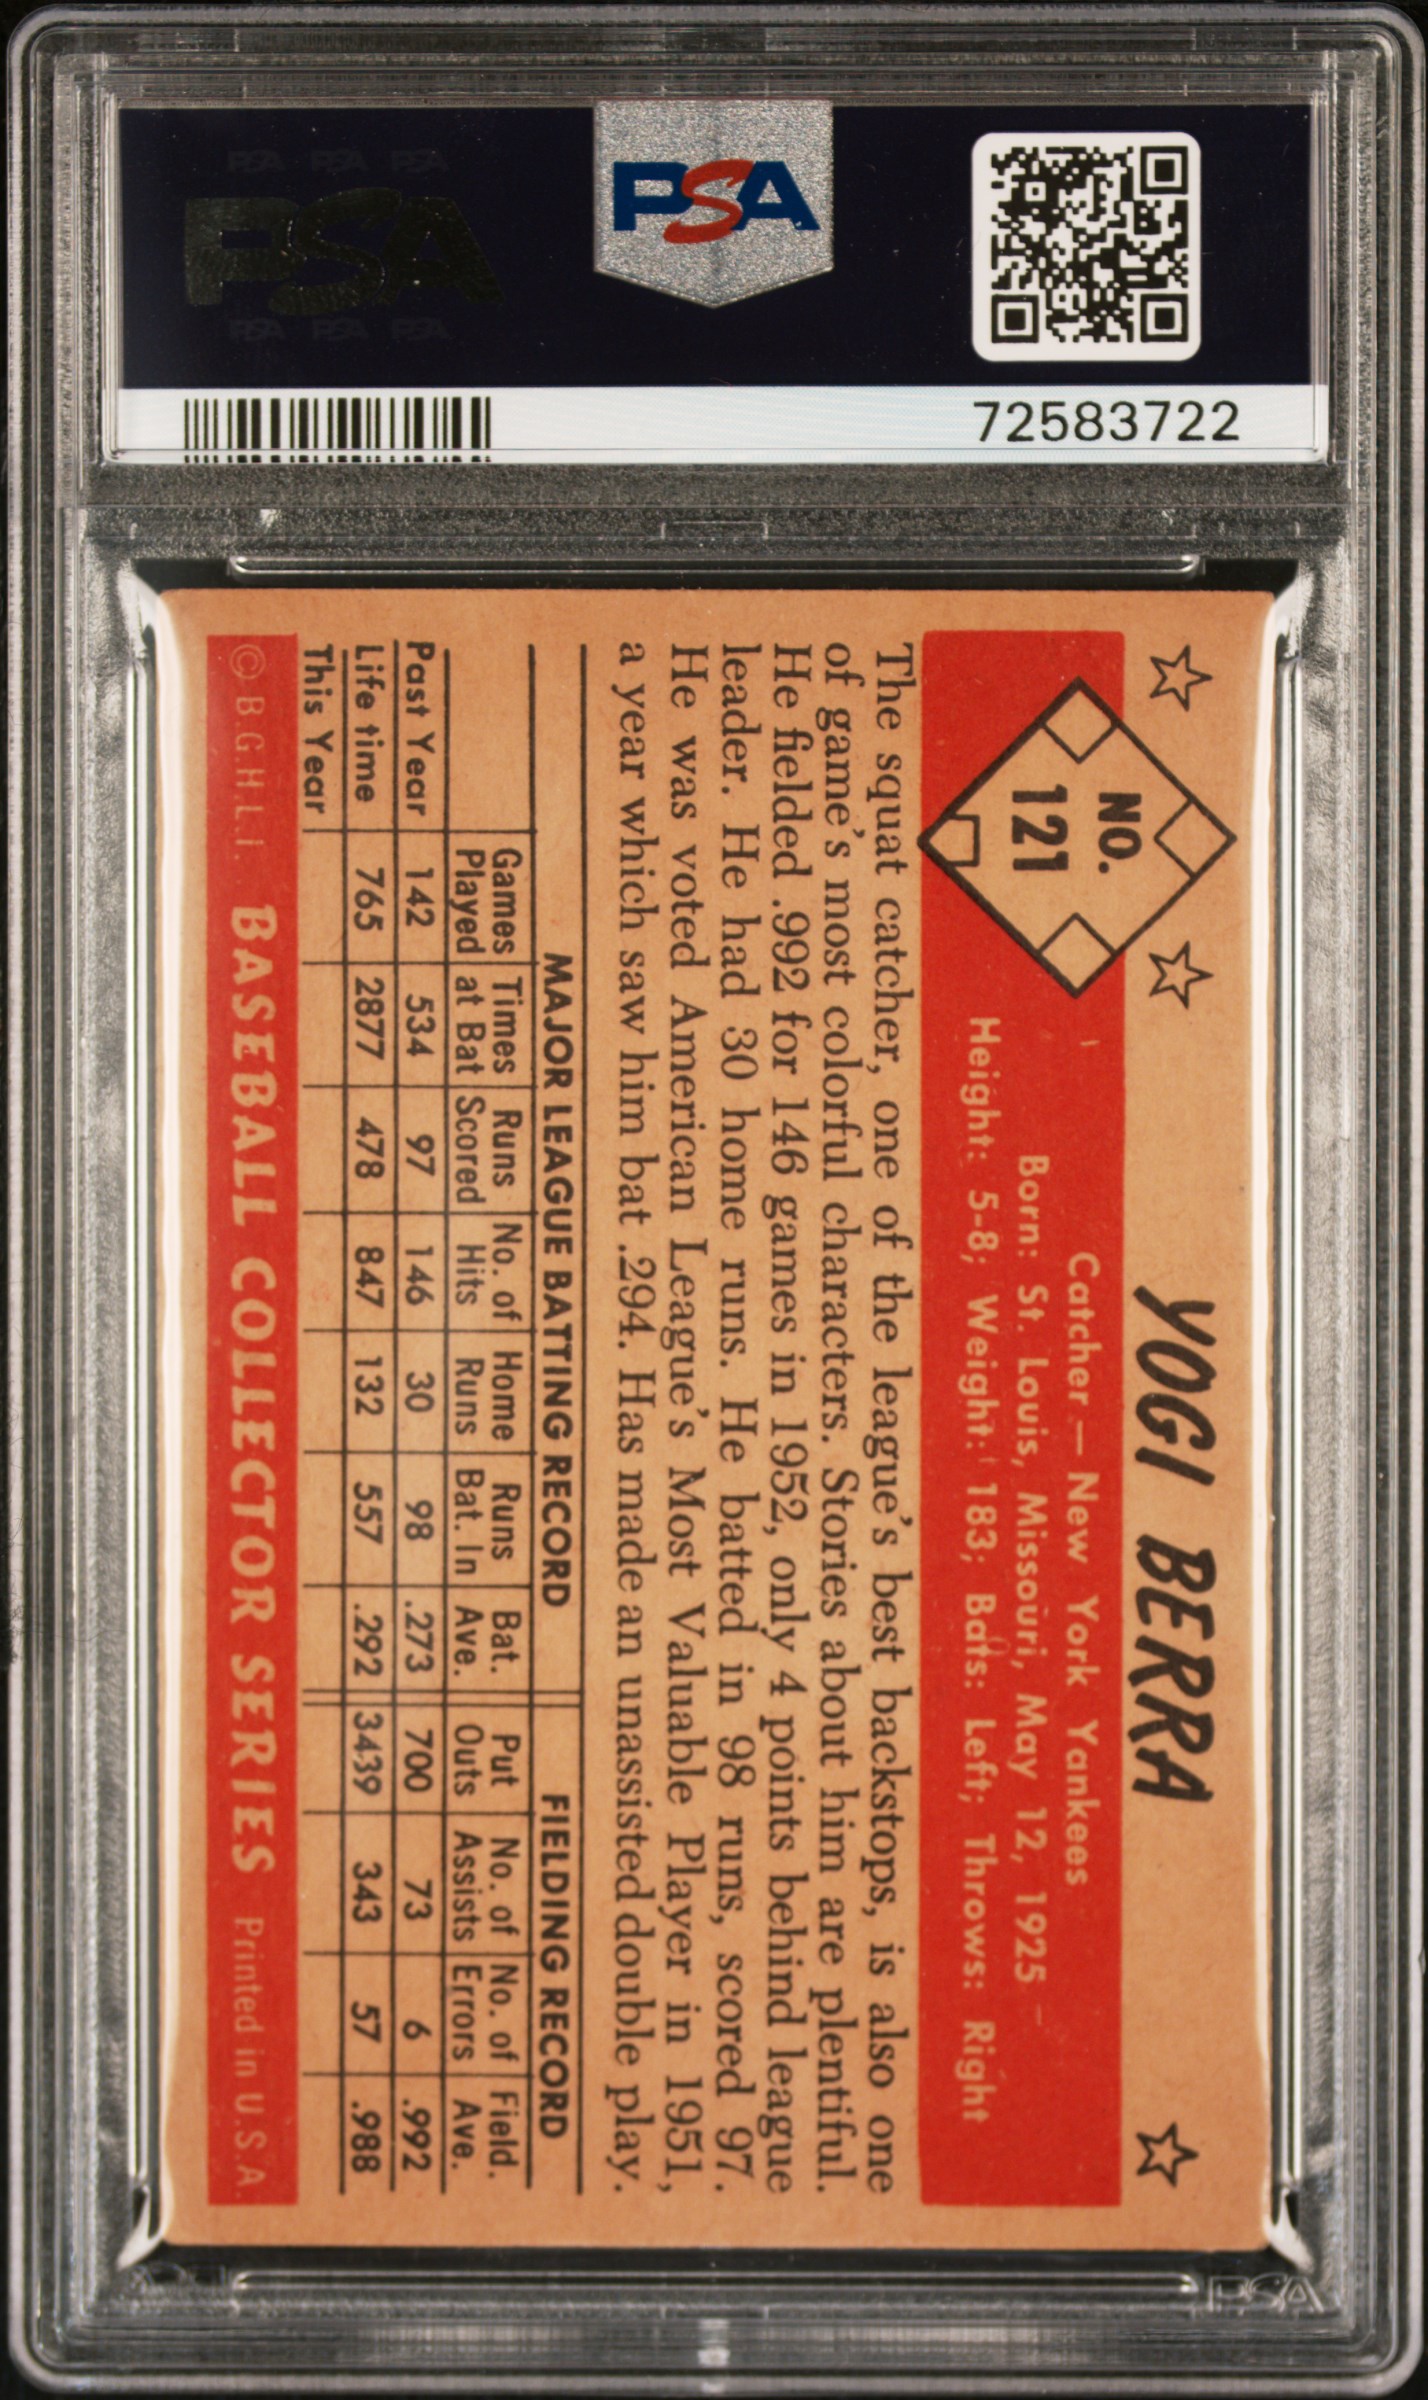 PSA PSA PSA
PSA
PSA PSA PSA
PSA
72583722
NO.
121
YOGI BERRA
Catcher — New York Yankees
Born: St. Louis, Missouri, May 12, 1925
Height: 5-8; Weight: 183; Bats: Left; Throws: Right
The squat catcher, one of the league's best backstops, is also one
of game's most colorful characters. Stories about him are plentiful.
He fielded .992 for 146 games in 1952, only 4 points behind league
leader. He had 30 home runs. He batted in 98 runs, scored 97.
He was voted American League's Most Valuable Player in 1951,
a year which saw him bat .294. Has made an unassisted double play.
MAJOR LEAGUE BATTING RECORD FIELDING RECORD
Games Times Runs No. of Home Runs Bat. Put No. of No. of Field.
Played at Bat Scored Hits Runs Bat. In Ave. Outs Assists Errors Ave.
Past Year 142 534 97 146 30 98 .273 700 73 6 .992
Life time 765 2877 478 847 132 557 .292 3439 343 57 .988
This Year
© B.G.H.L.I. BASEBALL COLLECTOR SERIES Printed in U.S.A.
PSA